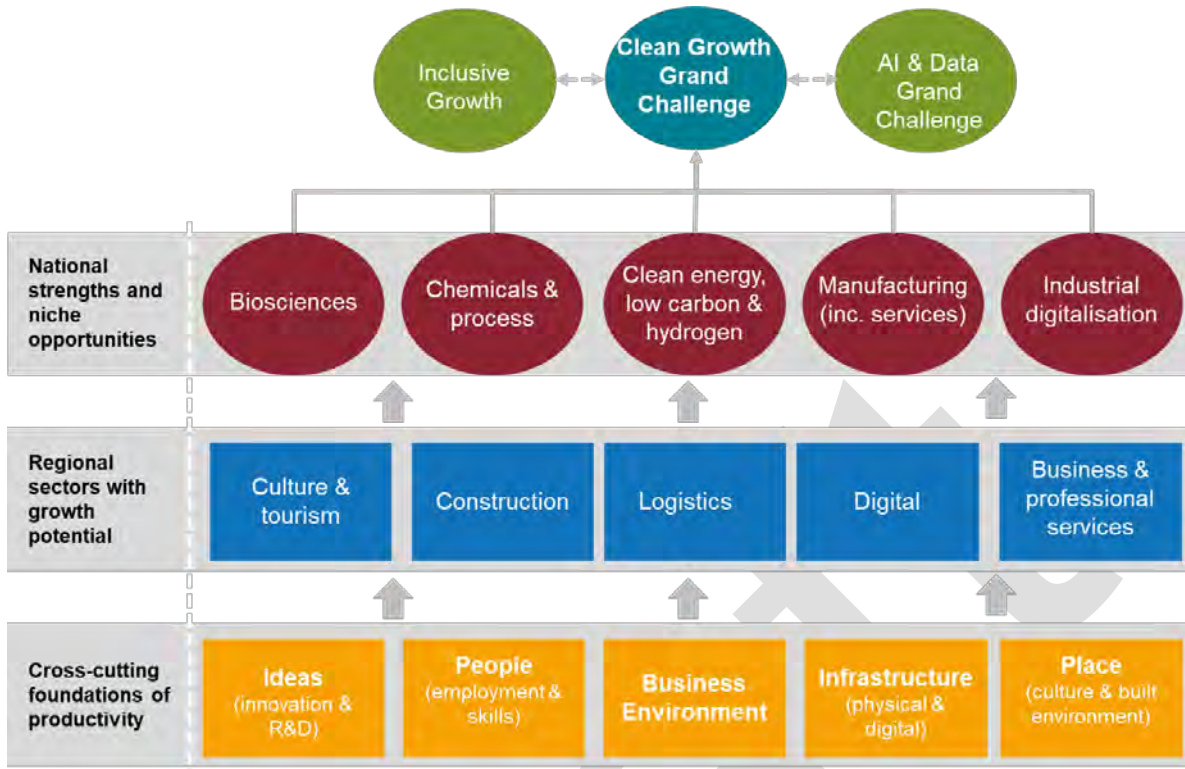 Inclusive
Growth
Clean Growth
Grand
Challenge
AI & Data
Grand
Challenge
National
strengths and
niche
opportunities
Biosciences
Chemicals &
process
Clean energy,
low carbon &
hydrogen
Manufacturing
(inc. services)
Industrial
digitalisation
Regional
sectors with
growth
potential
Culture &
tourism
Construction
Logistics
Digital
Business &
professional
services
Cross-cutting
foundations of
productivity
Ideas
(innovation &
R&D)
People
(employment &
skills)
Business
Environment
Infrastructure
(physical &
digital)
Place
(culture & built
environment)